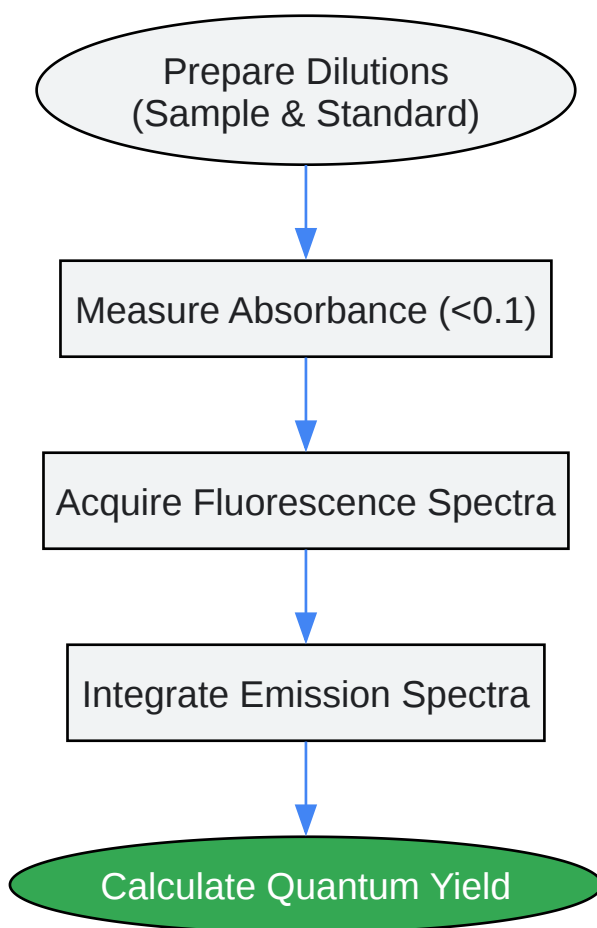 Prepare Dilutions
(Sample & Standard)
Measure Absorbance (<0.1)
Acquire Fluorescence Spectra
Integrate Emission Spectra
Calculate Quantum Yield